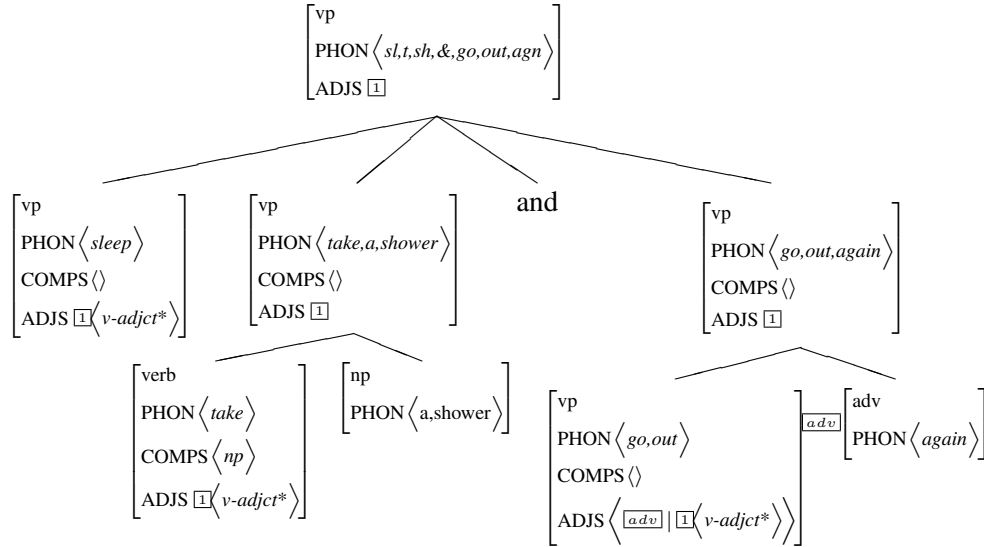 vp
PHON ⟨sl,t,sh,&,go,out,agn⟩
ADJS [1]
vp
PHON ⟨sleep⟩
COMPS ⟨⟩
ADJS [1]⟨v-adjct*⟩
vp
PHON ⟨take,a,shower⟩
COMPS ⟨⟩
ADJS [1]
and
vp
PHON ⟨go,out,again⟩
COMPS ⟨⟩
ADJS [1]
verb
PHON ⟨take⟩
COMPS ⟨np⟩
ADJS [1]⟨v-adjct*⟩
np
PHON ⟨a,shower⟩
vp
PHON ⟨go,out⟩
COMPS ⟨⟩
ADJS ⟨[adv] | [1]⟨v-adjct*⟩⟩
[adv]
adv
PHON ⟨again⟩